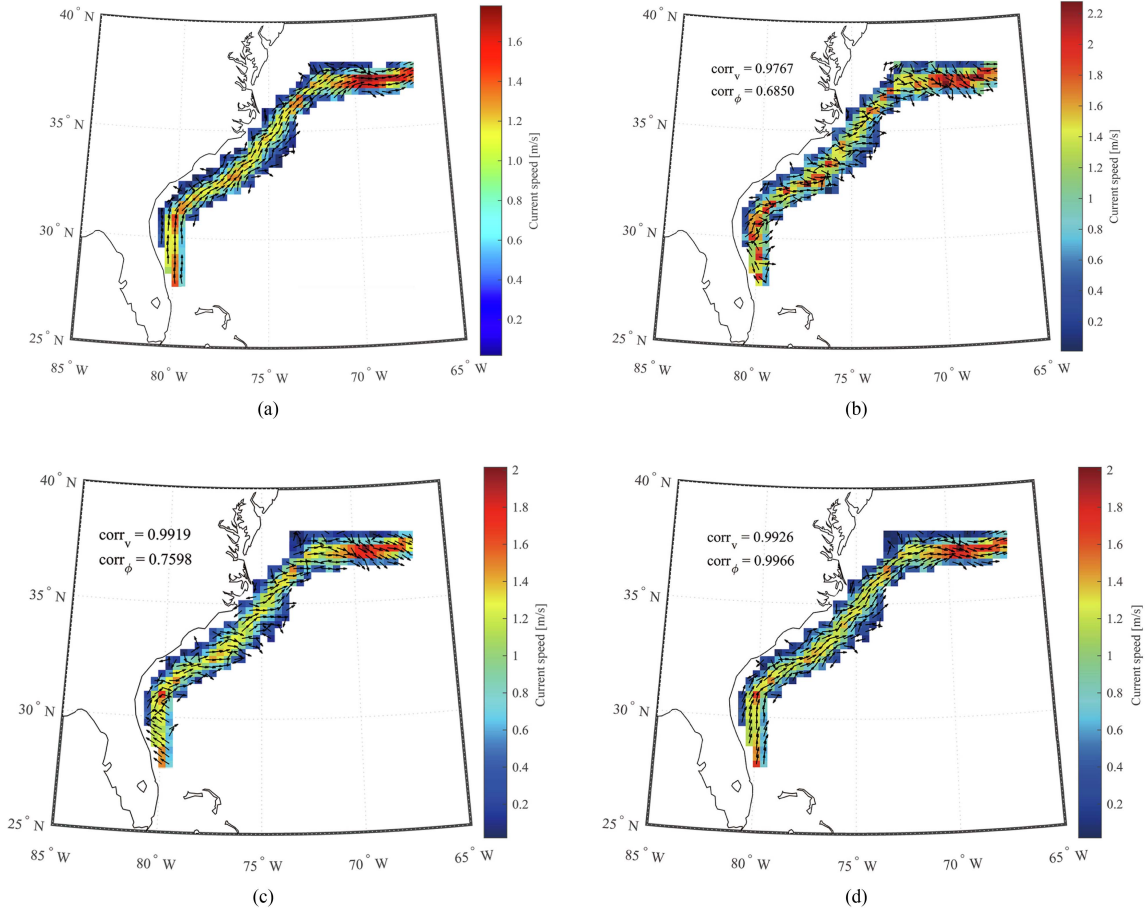 40° N
35° N
30° N
25° N
85° W
80° W
75° W
70° W
65° W
1.6
1.4
1.2
1.0
0.8
0.6
0.4
0.2
Current speed [m/s]
(a)
40° N
35° N
30° N
25° N
85° W
80° W
75° W
70° W
65° W
corr_v = 0.9767
corr_ϕ = 0.6850
2.2
2
1.8
1.6
1.4
1.2
1
0.8
0.6
0.4
0.2
Current speed [m/s]
(b)
40° N
35° N
30° N
25° N
85° W
80° W
75° W
70° W
65° W
corr_v = 0.9919
corr_ϕ = 0.7598
2
1.8
1.6
1.4
1.2
1
0.8
0.6
0.4
0.2
Current speed [m/s]
(c)
40° N
35° N
30° N
25° N
85° W
80° W
75° W
70° W
65° W
corr_v = 0.9926
corr_ϕ = 0.9966
2
1.8
1.6
1.4
1.2
1
0.8
0.6
0.4
0.2
Current speed [m/s]
(d)